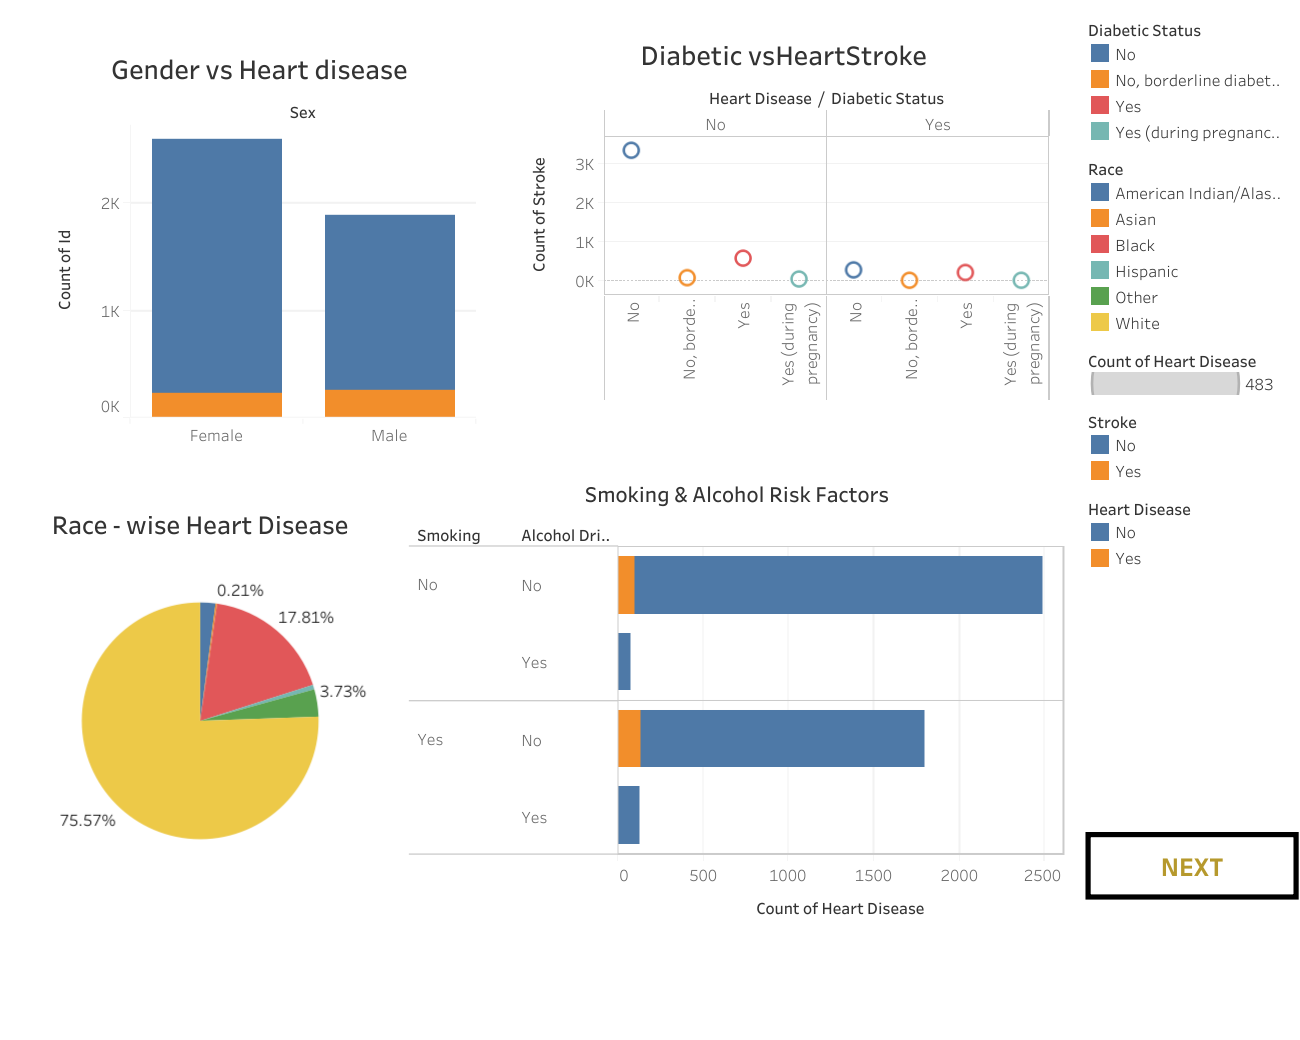 Gender vs Heart disease
Sex
Count of Id
2K
1K
0K
Female
Male
Diabetic vsHeartStroke
Heart Disease / Diabetic Status
No
Yes
Count of Stroke
3K
2K
1K
0K
No
No, borde..
Yes
Yes (during
pregnancy)
No
No, borde..
Yes
Yes (during
pregnancy)
Diabetic Status
No
No, borderline diabet..
Yes
Yes (during pregnanc..
Race
American Indian/Alas..
Asian
Black
Hispanic
Other
White
Count of Heart Disease
483
Stroke
No
Yes
Heart Disease
No
Yes
Race - wise Heart Disease
0.21%
17.81%
3.73%
75.57%
Smoking & Alcohol Risk Factors
Smoking
Alcohol Dri..
No
No
Yes
Yes
No
Yes
0
500
1000
1500
2000
2500
Count of Heart Disease
NEXT